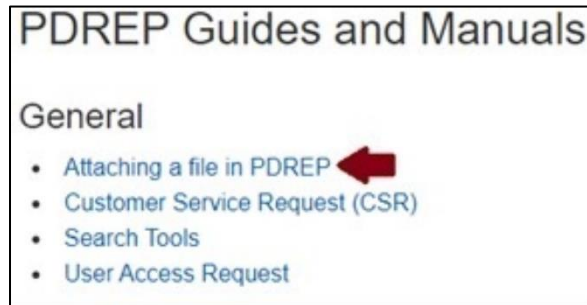 PDREP Guides and Manuals
General
• Attaching a file in PDREP
• Customer Service Request (CSR)
• Search Tools
• User Access Request